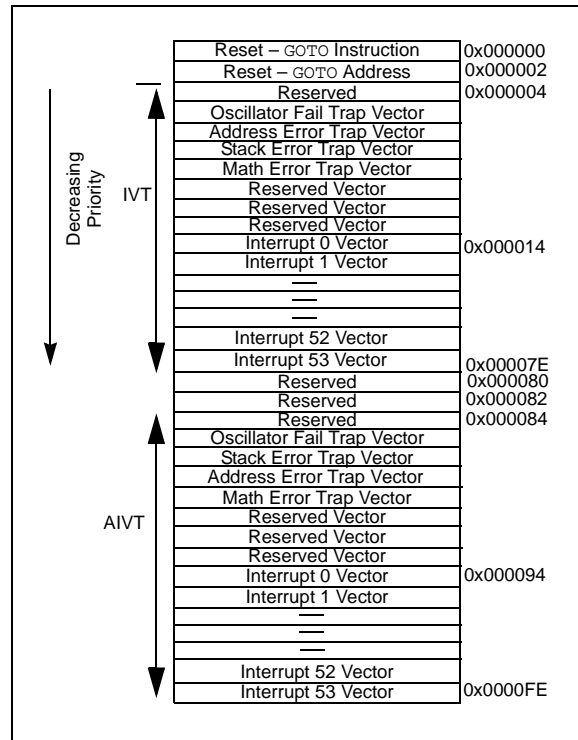 Reset – GOTO Instruction 0x000000
Reset – GOTO Address 0x000002
Reserved 0x000004
Oscillator Fail Trap Vector
Address Error Trap Vector
Stack Error Trap Vector
Math Error Trap Vector
Reserved Vector
Reserved Vector
Reserved Vector
Interrupt 0 Vector 0x000014
Interrupt 1 Vector
—
—
—
Interrupt 52 Vector
Interrupt 53 Vector 0x00007E
Reserved 0x000080
Reserved 0x000082
Reserved 0x000084
Oscillator Fail Trap Vector
Stack Error Trap Vector
Address Error Trap Vector
Math Error Trap Vector
Reserved Vector
Reserved Vector
Reserved Vector
Interrupt 0 Vector 0x000094
Interrupt 1 Vector
—
—
—
Interrupt 52 Vector
Interrupt 53 Vector 0x0000FE
Decreasing
Priority
IVT
AIVT